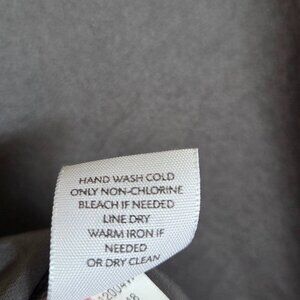 HAND WASH COLD
ONLY NON-CHLORINE
BLEACH IF NEEDED
LINE DRY
WARM IRON IF
NEEDED
OR DRY CLEAN